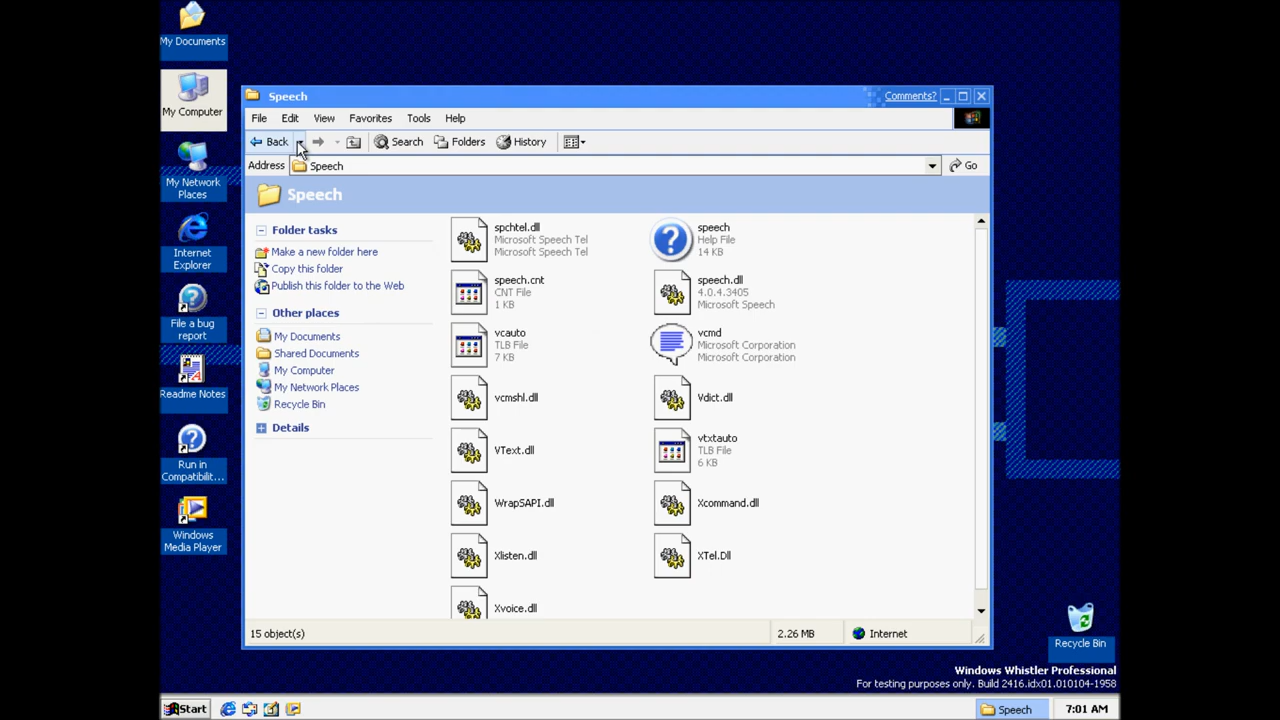 My Documents
My Computer
My Network
Places
Internet
Explorer
File a bug
report
Readme Notes
Run in
Compatibilit...
Windows
Media Player
Speech
Comments?
File Edit View Favorites Tools Help
Back Search Folders History
Address Speech Go
Speech
Folder tasks
Make a new folder here
Copy this folder
Publish this folder to the Web
Other places
My Documents
Shared Documents
My Computer
My Network Places
Recycle Bin
Details
spchtel.dll
Microsoft Speech Tel
Microsoft Speech Tel
speech
Help File
14 KB
speech.cnt
CNT File
1 KB
speech.dll
4.0.4.3405
Microsoft Speech
vcauto
TLB File
7 KB
vcmd
Microsoft Corporation
Microsoft Corporation
vcmshl.dll
Vdict.dll
VText.dll
vtxtauto
TLB File
6 KB
WrapSAPI.dll
Xcommand.dll
Xlisten.dll
XTel.Dll
Xvoice.dll
15 object(s) 2.26 MB Internet
Recycle Bin
Windows Whistler Professional
For testing purposes only. Build 2416.idx01.010104-1958
Start Speech 7:01 AM